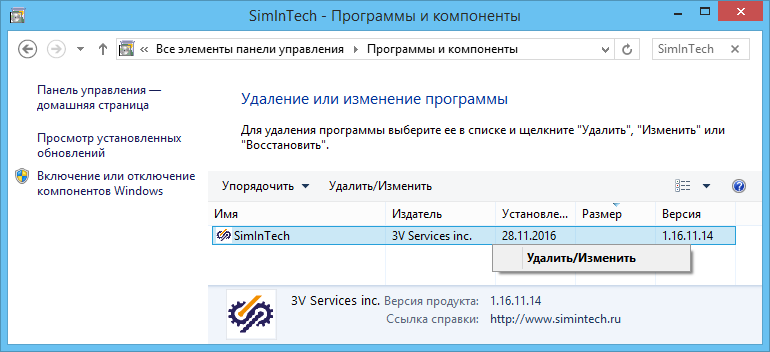 SimInTech - Программы и компоненты
Все элементы панели управления Программы и компоненты SimInTech
Панель управления —
домашняя страница
Просмотр установленных
обновлений
Включение или отключение
компонентов Windows
Удаление или изменение программы
Для удаления программы выберите ее в списке и щелкните "Удалить", "Изменить" или
"Восстановить".
Упорядочить Удалить/Изменить
Имя Издатель Установле... Размер Версия
SimInTech 3V Services inc. 28.11.2016 1.16.11.14
Удалить/Изменить
3V Services inc. Версия продукта: 1.16.11.14
Ссылка справки: http://www.simintech.ru